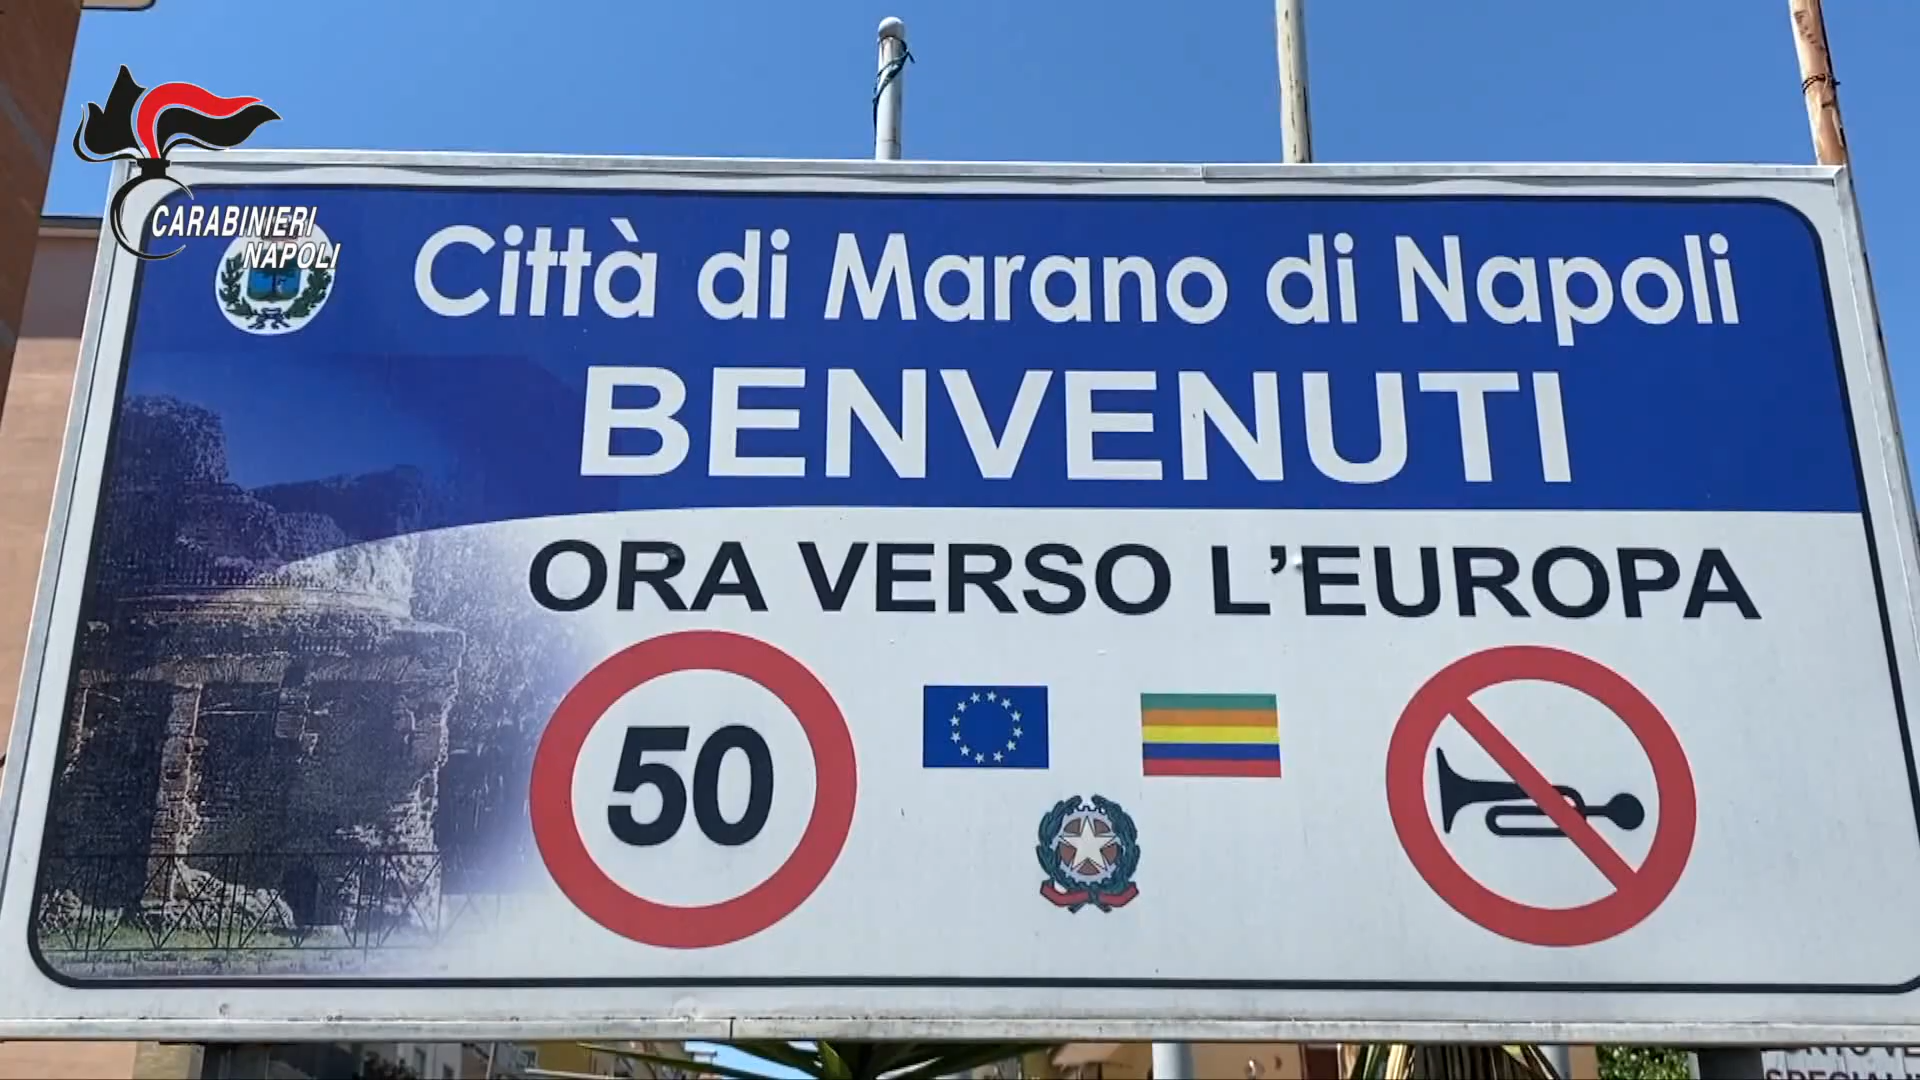 CARABINIERI
NAPOLI
Città di Marano di Napoli
BENVENUTI
ORA VERSO L'EUROPA
50